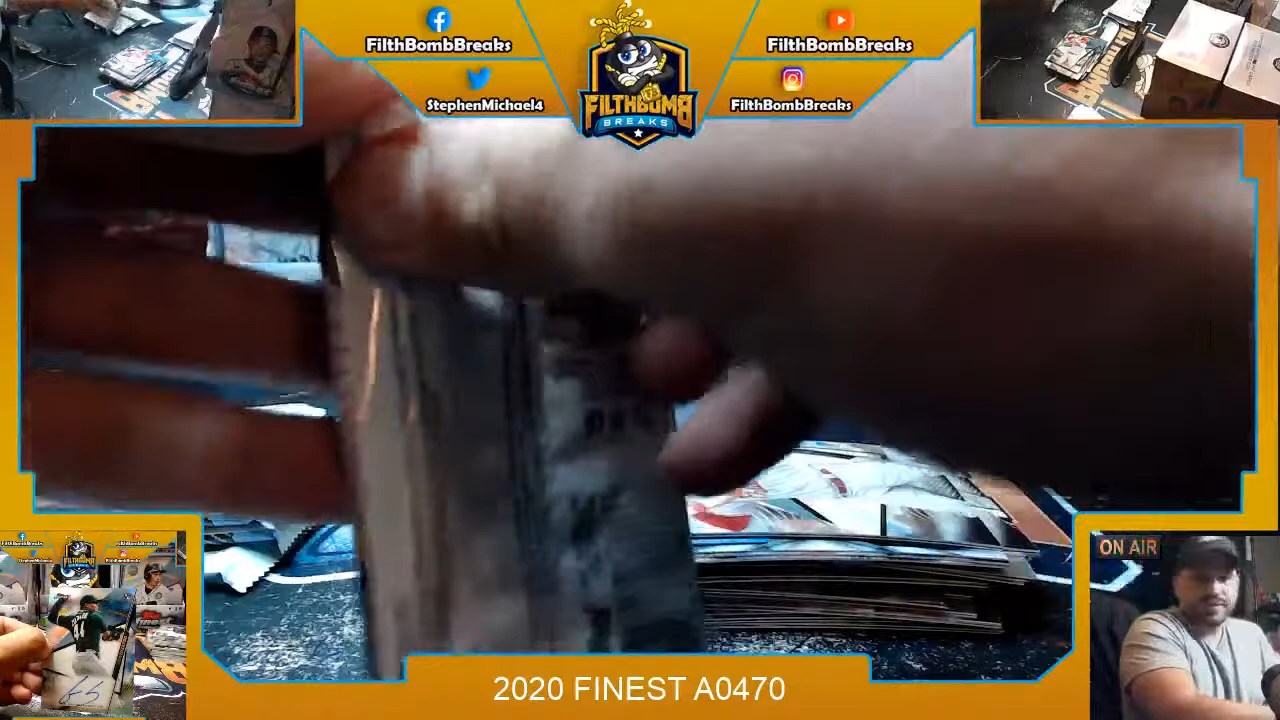 FilthBombBreaks
FilthBombBreaks
StephenMichael4
FilthBombBreaks
FILTHBOMB
BREAKS
ON AIR
2020 FINEST A0470